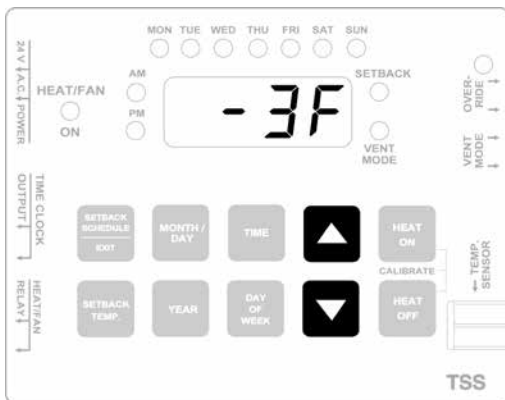 MON TUE WED THU FRI SAT SUN
24 V A.C. POWER
HEAT/FAN
ON
AM
PM
-3F
SETBACK
VENT
MODE
OVER-
RIDE
VENT
MODE
TIME CLOCK
OUTPUT
SETBACK
SCHEDULE
EXIT
MONTH /
DAY
TIME
HEAT
ON
CALIBRATE
TEMP.
SENSOR
HEAT/FAN
RELAY
SETBACK
TEMP.
YEAR
DAY
OF
WEEK
HEAT
OFF
TSS